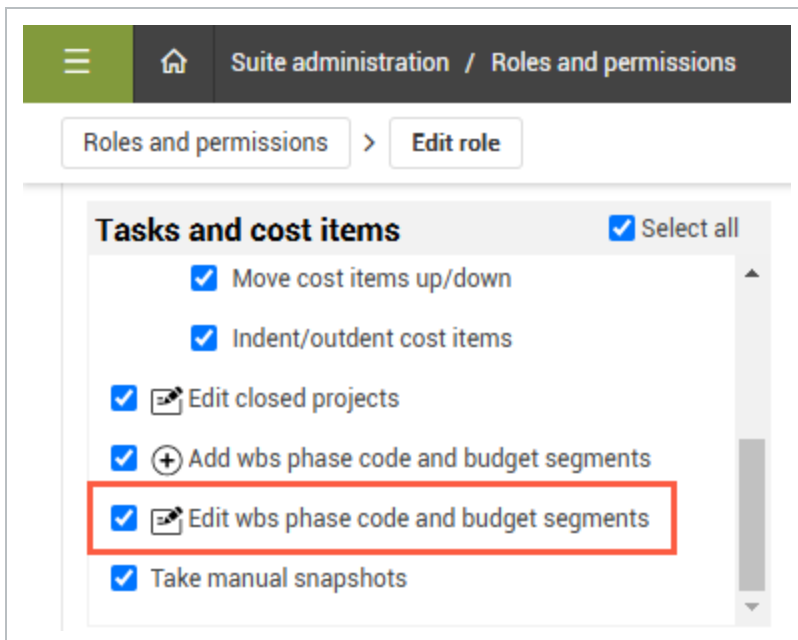 Suite administration / Roles and permissions
Roles and permissions > Edit role
Tasks and cost items Select all
Move cost items up/down
Indent/outdent cost items
Edit closed projects
Add wbs phase code and budget segments
Edit wbs phase code and budget segments
Take manual snapshots